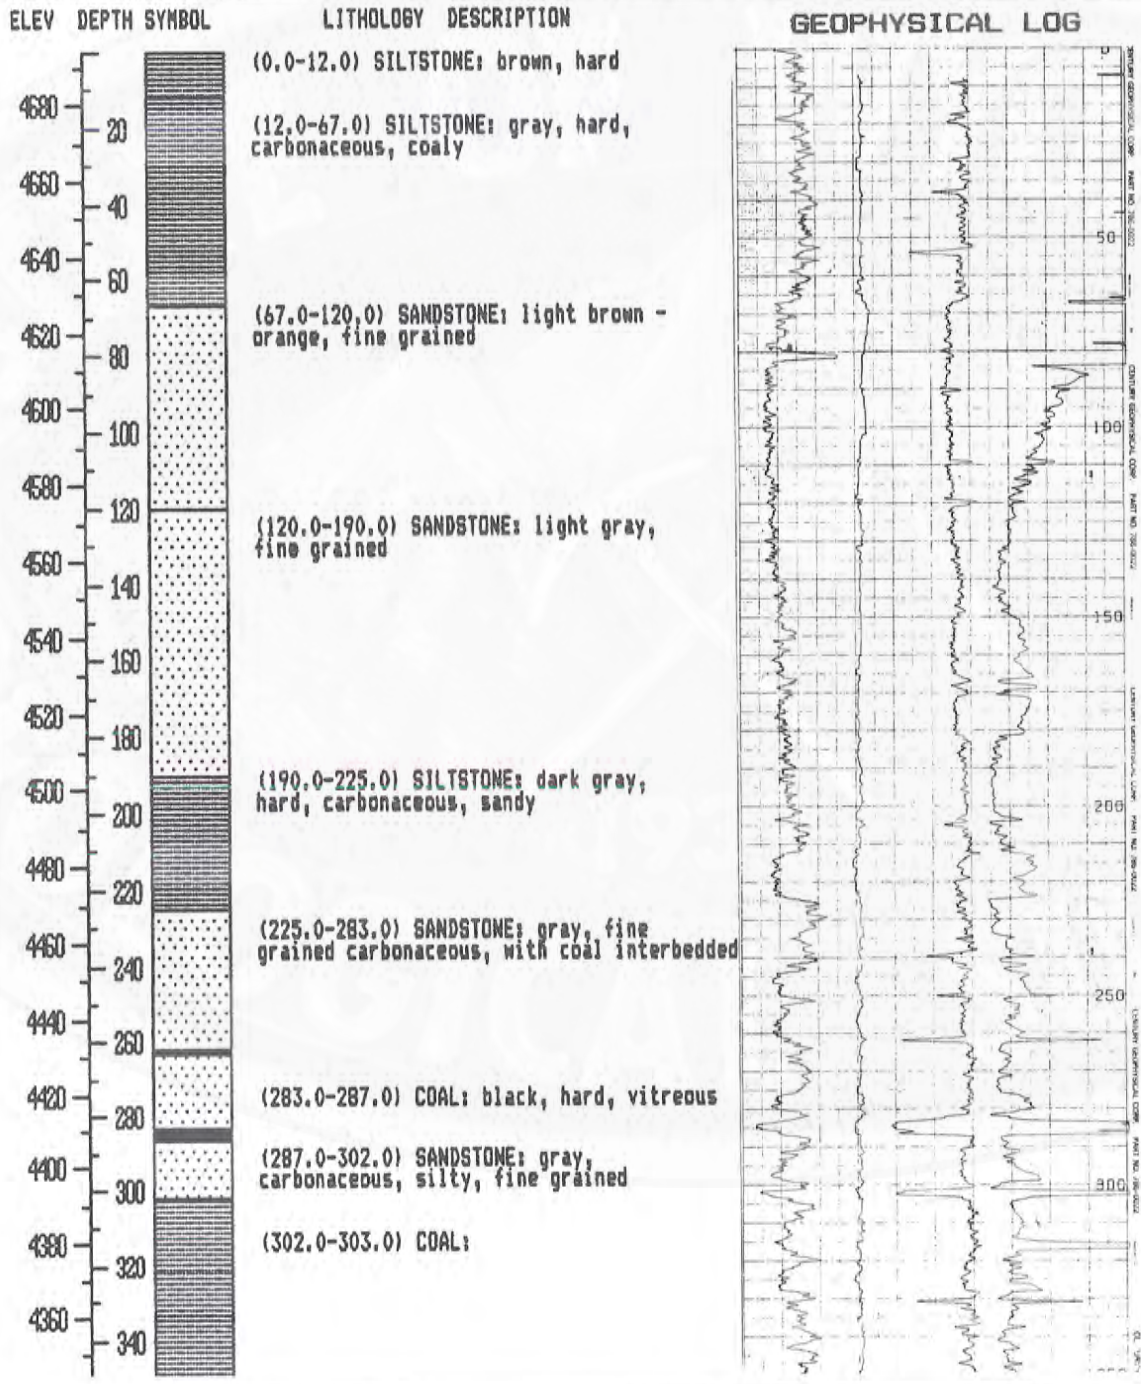 ELEV DEPTH SYMBOL LITHOLOGY DESCRIPTION GEOPHYSICAL LOG
(0.0-12.0) SILTSTONE: brown, hard
4680
20
(12.0-67.0) SILTSTONE: gray, hard,
carbonaceous, coaly
4660
40
4640
50
60
(67.0-120.0) SANDSTONE: light brown -
orange, fine grained
4620
80
4600
100
100
4580
120
(120.0-190.0) SANDSTONE: light gray,
fine grained
4560
140
150
4540
160
4520
180
(190.0-225.0) SILTSTONE: dark gray,
hard, carbonaceous, sandy
4500
200
200
4480
220
(225.0-283.0) SANDSTONE: gray, fine
grained carbonaceous, with coal interbedded
4460
240
250
4440
260
4420
(283.0-287.0) COAL: black, hard, vitreous
280
(287.0-302.0) SANDSTONE: gray,
carbonaceous, silty, fine grained
4400
300
300
(302.0-303.0) COAL:
4380
320
4360
340
CENTURY GEOPHYSICAL CORP.